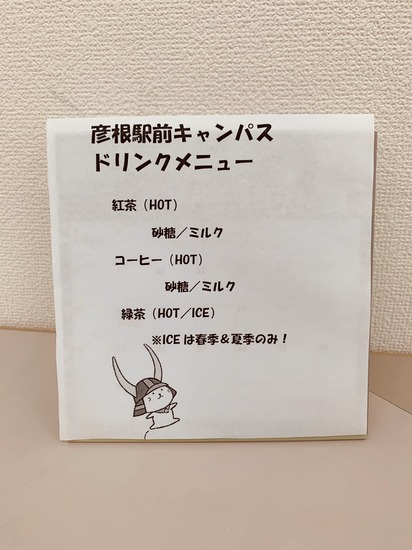 彦根駅前キャンパス
ドリンクメニュー
紅茶（HOT）
砂糖／ミルク
コーヒー（HOT）
砂糖／ミルク
緑茶（HOT／ICE）
※ICEは春季＆夏季のみ！